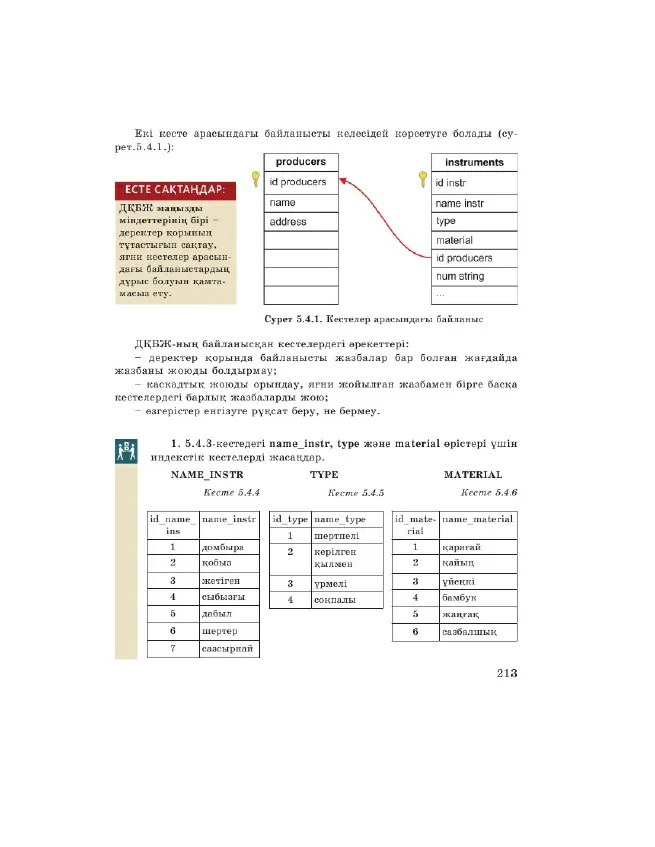 Екі кесте арасындағы байланысты келесідей көрсетуге болады (су-
рет.5.4.1.):
producers
id producers
name
address
instruments
id instr
name instr
type
material
id producers
num string
...
ЕСТЕ САҚТАҢДАР:
ДҚБЖ маңызды
міндеттерінің бірі –
деректер қорының
тұтастығын сақтау,
яғни кестелер арасын-
дағы байланыстардың
дұрыс болуын қамта-
масыз ету.
Сурет 5.4.1. Кестелер арасындағы байланыс
ДҚБЖ-ның байланысқан кестелердегі әрекеттері:
– деректер қорында байланысты жазбалар бар болған жағдайда
жазбаны жоюды болдырмау;
– каскадтық жоюды орындау, яғни жойылған жазбамен бірге басқа
кестелердегі барлық жазбаларды жою;
– өзгерістер енгізуге рұқсат беру, не бермеу.
1. 5.4.3-кестедегі name_instr, type және material өрістері үшін
индекстік кестелерді жасаңдар.
NAME_INSTR
Кесте 5.4.4
id_name_ name_instr
ins
1 домбыра
2 қобыз
3 жетіген
4 сыбызғы
5 дабыл
6 шертер
7 сазсырнай
TYPE
Кесте 5.4.5
id_type name_type
1 шертпелі
2 керілген
қылмен
3 үрмелі
4 соқпалы
MATERIAL
Кесте 5.4.6
id_mate- name_material
rial
1 қарағай
2 қайың
3 үйеңкі
4 бамбук
5 жаңғақ
6 сазбалшық
213